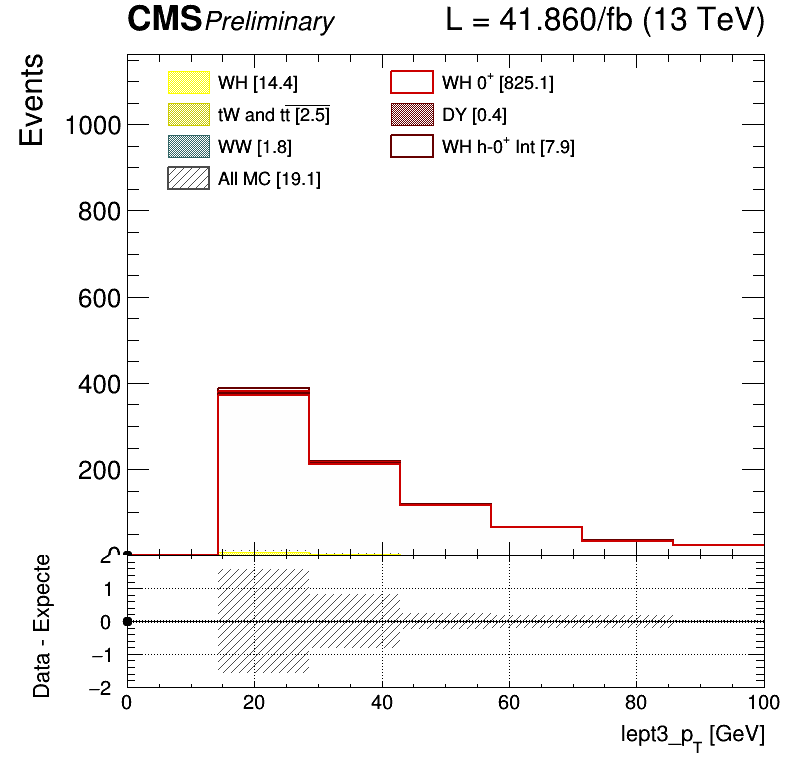 CMS Preliminary L = 41.860/fb (13 TeV)
Events
WH [14.4] WH 0⁺ [825.1]
tW and tt̅ [2.5] DY [0.4]
WW [1.8] WH h-0⁺ Int [7.9]
All MC [19.1]
1000
800
600
400
200
0
Data - Expecte
2
1
0
−1
−2
0 20 40 60 80 100
lept3_p_T [GeV]